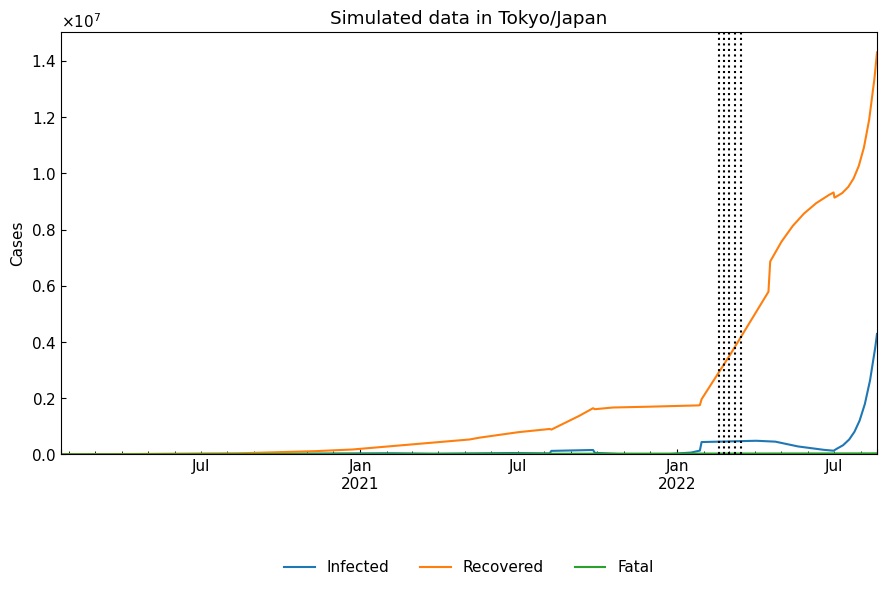 Simulated data in Tokyo/Japan
×10⁷
1.4
1.2
1.0
0.8
0.6
0.4
0.2
0.0
Cases
Jul Jan Jul Jan Jul
2021 2022
Infected Recovered Fatal